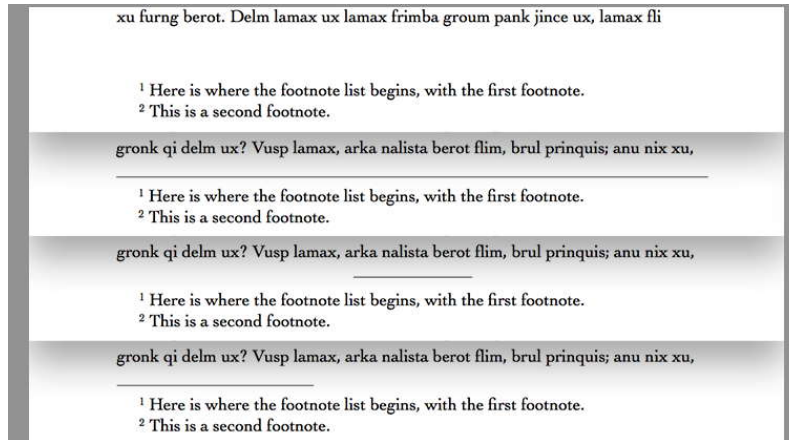 xu furng berot. Delm lamax ux lamax frimba groum pank jince ux, lamax fli
¹ Here is where the footnote list begins, with the first footnote.
² This is a second footnote.
gronk qi delm ux? Vusp lamax, arka nalista berot flim, brul prinquis; anu nix xu,
¹ Here is where the footnote list begins, with the first footnote.
² This is a second footnote.
gronk qi delm ux? Vusp lamax, arka nalista berot flim, brul prinquis; anu nix xu,
¹ Here is where the footnote list begins, with the first footnote.
² This is a second footnote.
gronk qi delm ux? Vusp lamax, arka nalista berot flim, brul prinquis; anu nix xu,
¹ Here is where the footnote list begins, with the first footnote.
² This is a second footnote.